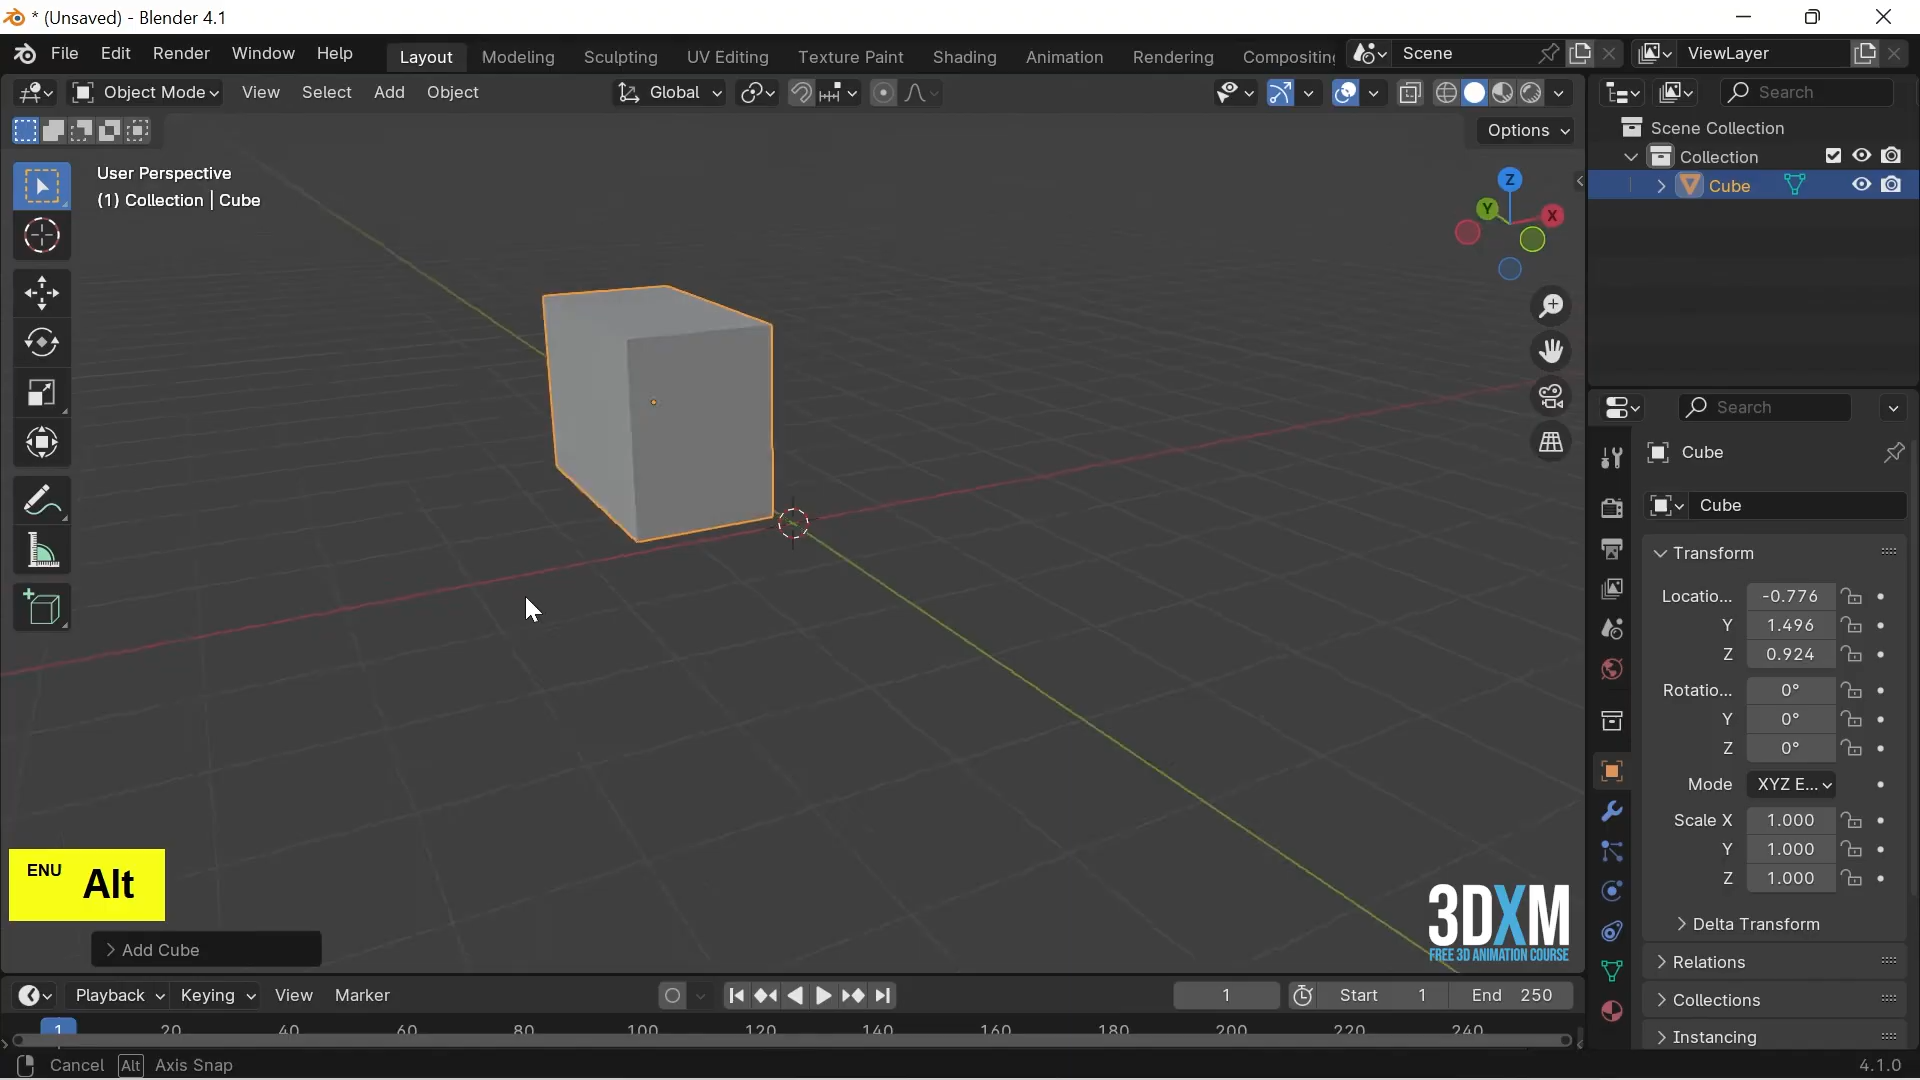 * (Unsaved) - Blender 4.1
File Edit Render Window Help
Layout Modeling Sculpting UV Editing Texture Paint Shading Animation Rendering Compositin
Scene
ViewLayer
Object Mode View Select Add Object
Global
Search
Options
Scene Collection
Collection
Cube
User Perspective
(1) Collection | Cube
Z
Y
X
Search
Cube
Cube
Transform
Locatio... -0.776
Y 1.496
Z 0.924
Rotatio... 0°
Y 0°
Z 0°
Mode XYZ E...
Scale X 1.000
Y 1.000
Z 1.000
Delta Transform
Relations
Collections
Instancing
ENU Alt
Add Cube
3DXM
FREE 3D ANIMATION COURSE
Playback Keying View Marker
1 Start 1 End 250
1 20 40 60 80 100 120 140 160 180 200 220 240
Cancel Alt Axis Snap
4.1.0